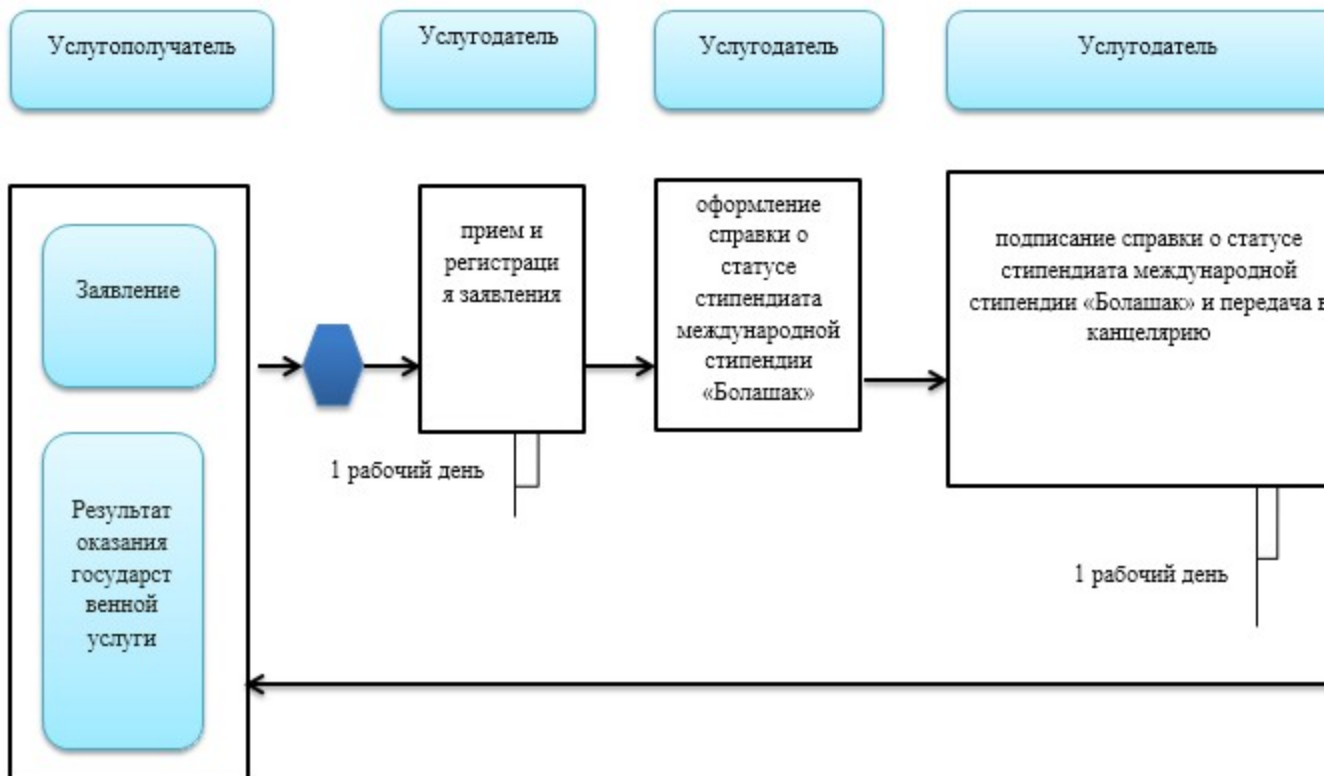 Услугополучатель
Услугодатель
Услугодатель
Услугодатель
Заявление
Результат
оказания
государст
венной
услуги
прием и
регистраци
я заявления
1 рабочий день
оформление
справки о
статусе
стипендиата
международной
стипендии
«Болашак»
подписание справки о статусе
стипендиата международной
стипендии «Болашак» и передача в
канцелярию
1 рабочий день